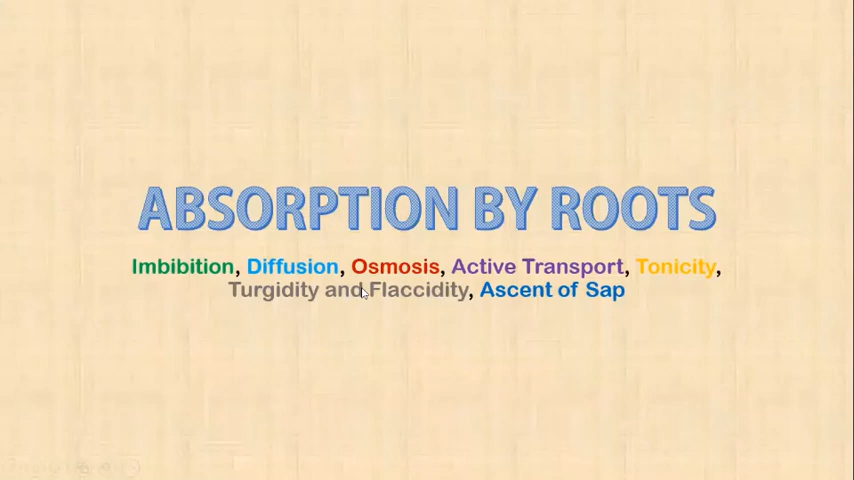 ABSORPTION BY ROOTS
Imbibition, Diffusion, Osmosis, Active Transport, Tonicity,
Turgidity and Flaccidity, Ascent of Sap